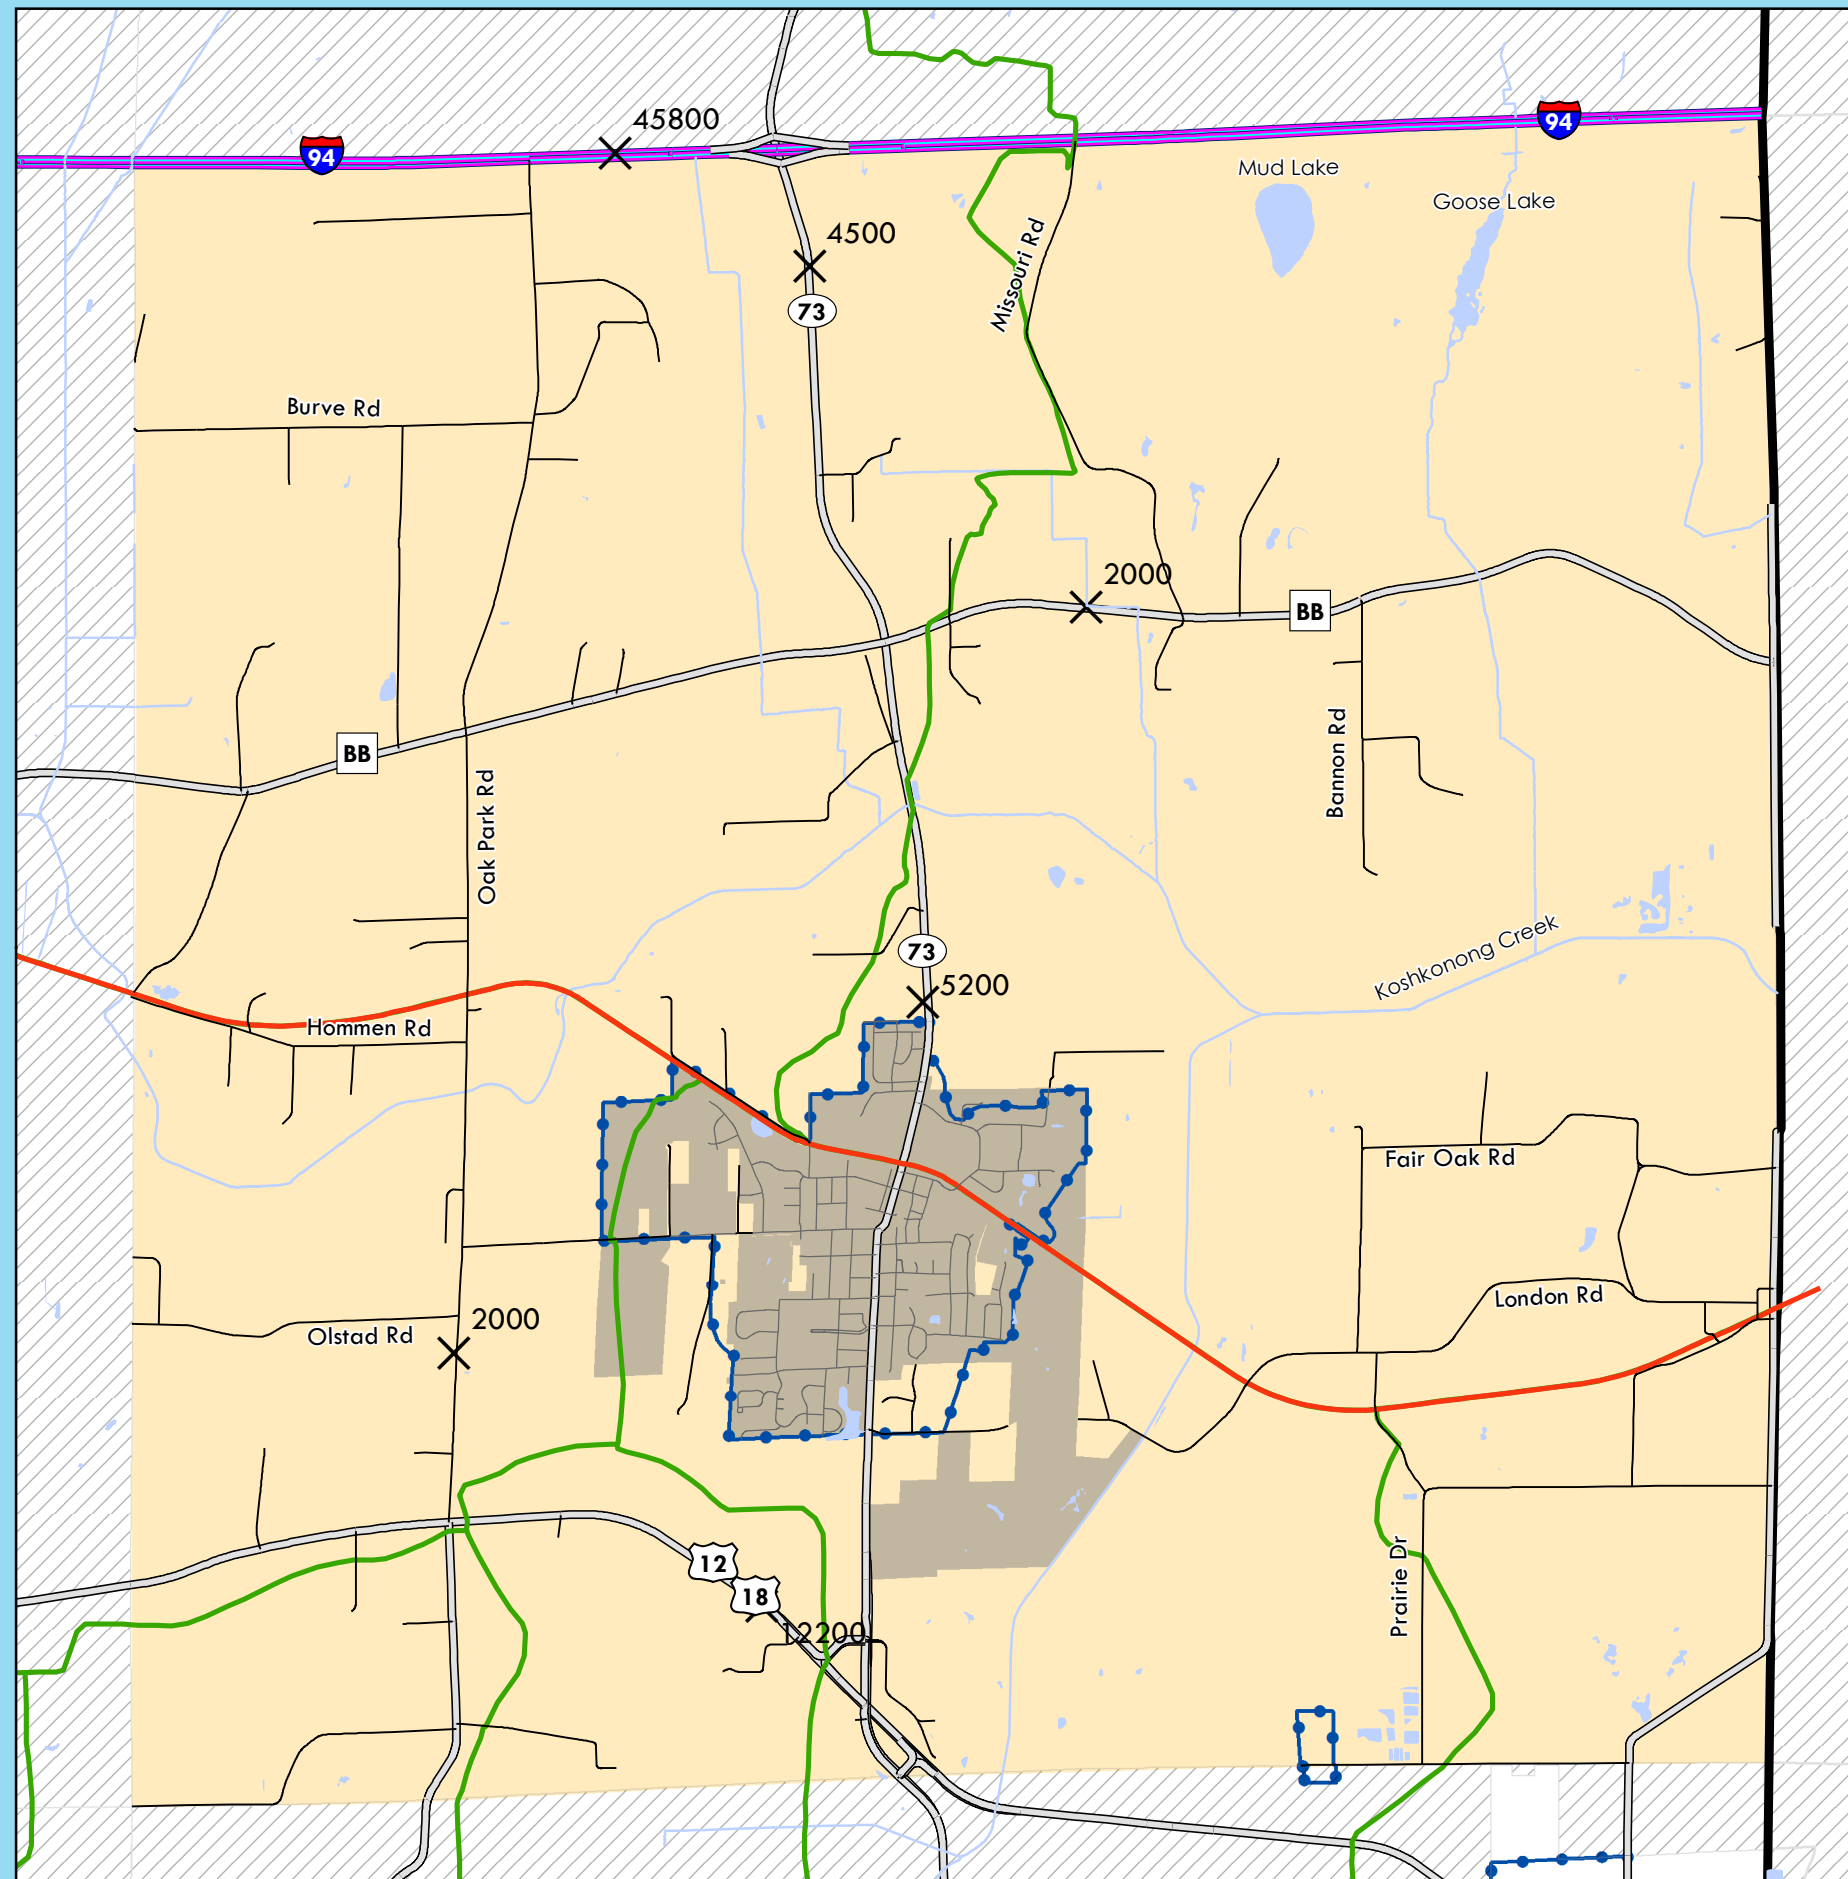 45800
94
94
Mud Lake
Goose Lake
4500
73
Missouri Rd
Burve Rd
2000
BB
BB
Bannon Rd
Oak Park Rd
73
5200
Koshkonong Creek
Hommen Rd
Fair Oak Rd
London Rd
2000
Olstad Rd
12
18
12200
Prairie Dr